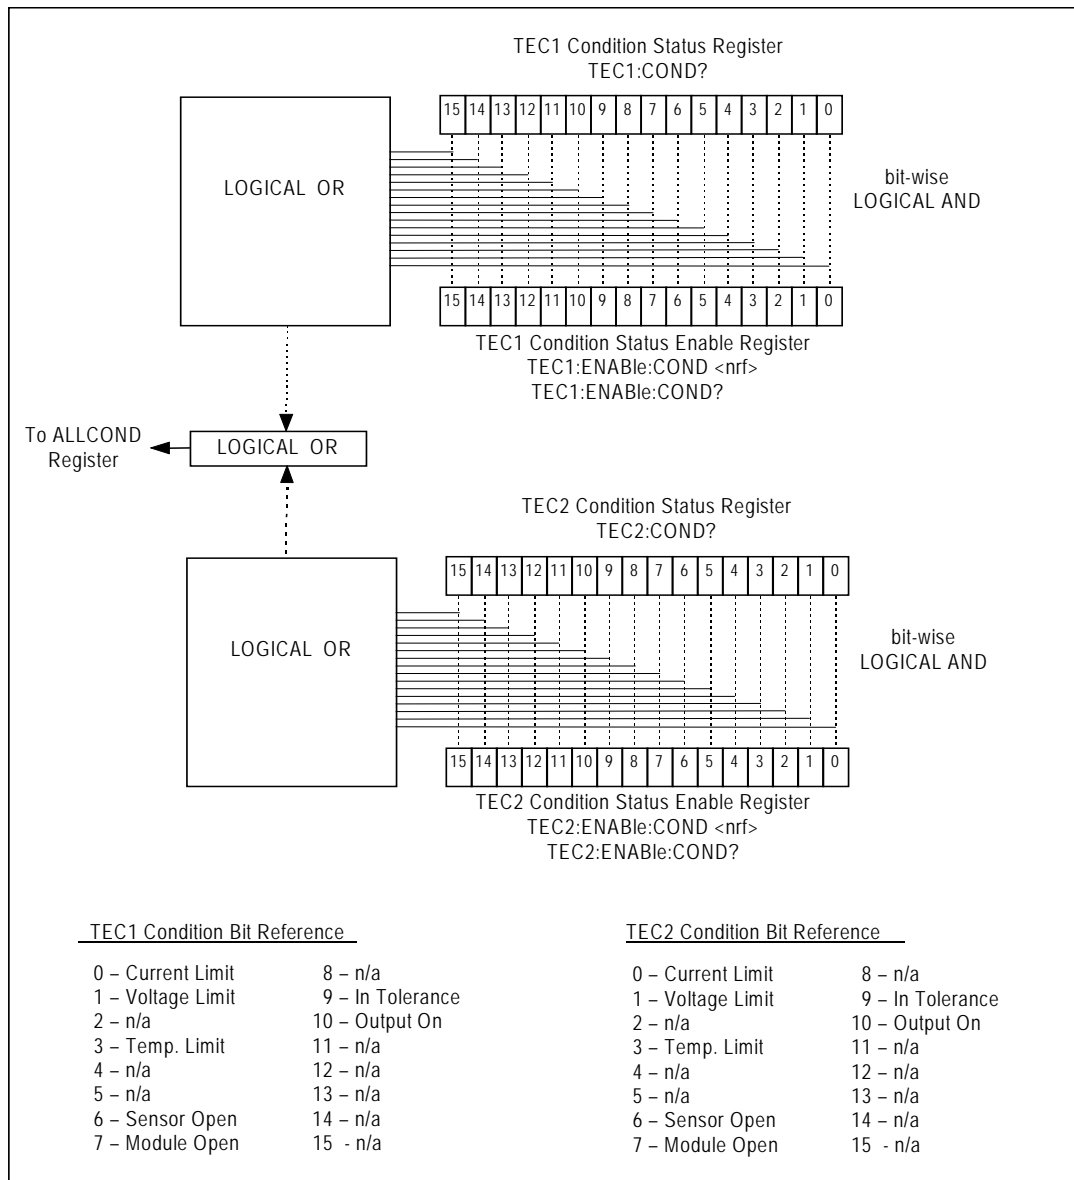 TEC1 Condition Status Register
TEC1:COND?
15 14 13 12 11 10 9 8 7 6 5 4 3 2 1 0
LOGICAL OR
bit-wise
LOGICAL AND
15 14 13 12 11 10 9 8 7 6 5 4 3 2 1 0
TEC1 Condition Status Enable Register
TEC1:ENABle:COND <nrf>
TEC1:ENABle:COND?
To ALLCOND
Register
LOGICAL OR
TEC2 Condition Status Register
TEC2:COND?
15 14 13 12 11 10 9 8 7 6 5 4 3 2 1 0
LOGICAL OR
bit-wise
LOGICAL AND
15 14 13 12 11 10 9 8 7 6 5 4 3 2 1 0
TEC2 Condition Status Enable Register
TEC2:ENABle:COND <nrf>
TEC2:ENABle:COND?
TEC1 Condition Bit Reference
0 – Current Limit
1 – Voltage Limit
2 – n/a
3 – Temp. Limit
4 – n/a
5 – n/a
6 – Sensor Open
7 – Module Open
8 – n/a
9 – In Tolerance
10 – Output On
11 – n/a
12 – n/a
13 – n/a
14 – n/a
15 - n/a
TEC2 Condition Bit Reference
0 – Current Limit
1 – Voltage Limit
2 – n/a
3 – Temp. Limit
4 – n/a
5 – n/a
6 – Sensor Open
7 – Module Open
8 – n/a
9 – In Tolerance
10 – Output On
11 – n/a
12 – n/a
13 – n/a
14 – n/a
15 - n/a